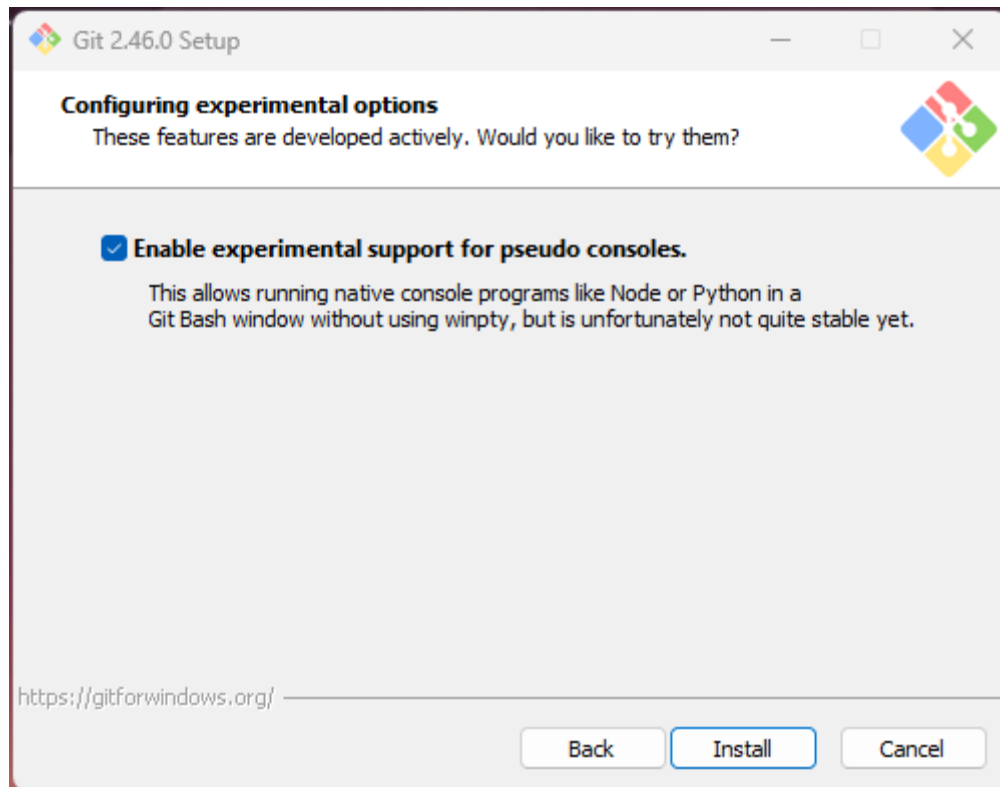 Git 2.46.0 Setup
Configuring experimental options
These features are developed actively. Would you like to try them?
Enable experimental support for pseudo consoles.
This allows running native console programs like Node or Python in a
Git Bash window without using winpty, but is unfortunately not quite stable yet.
https://gitforwindows.org/
Back Install Cancel